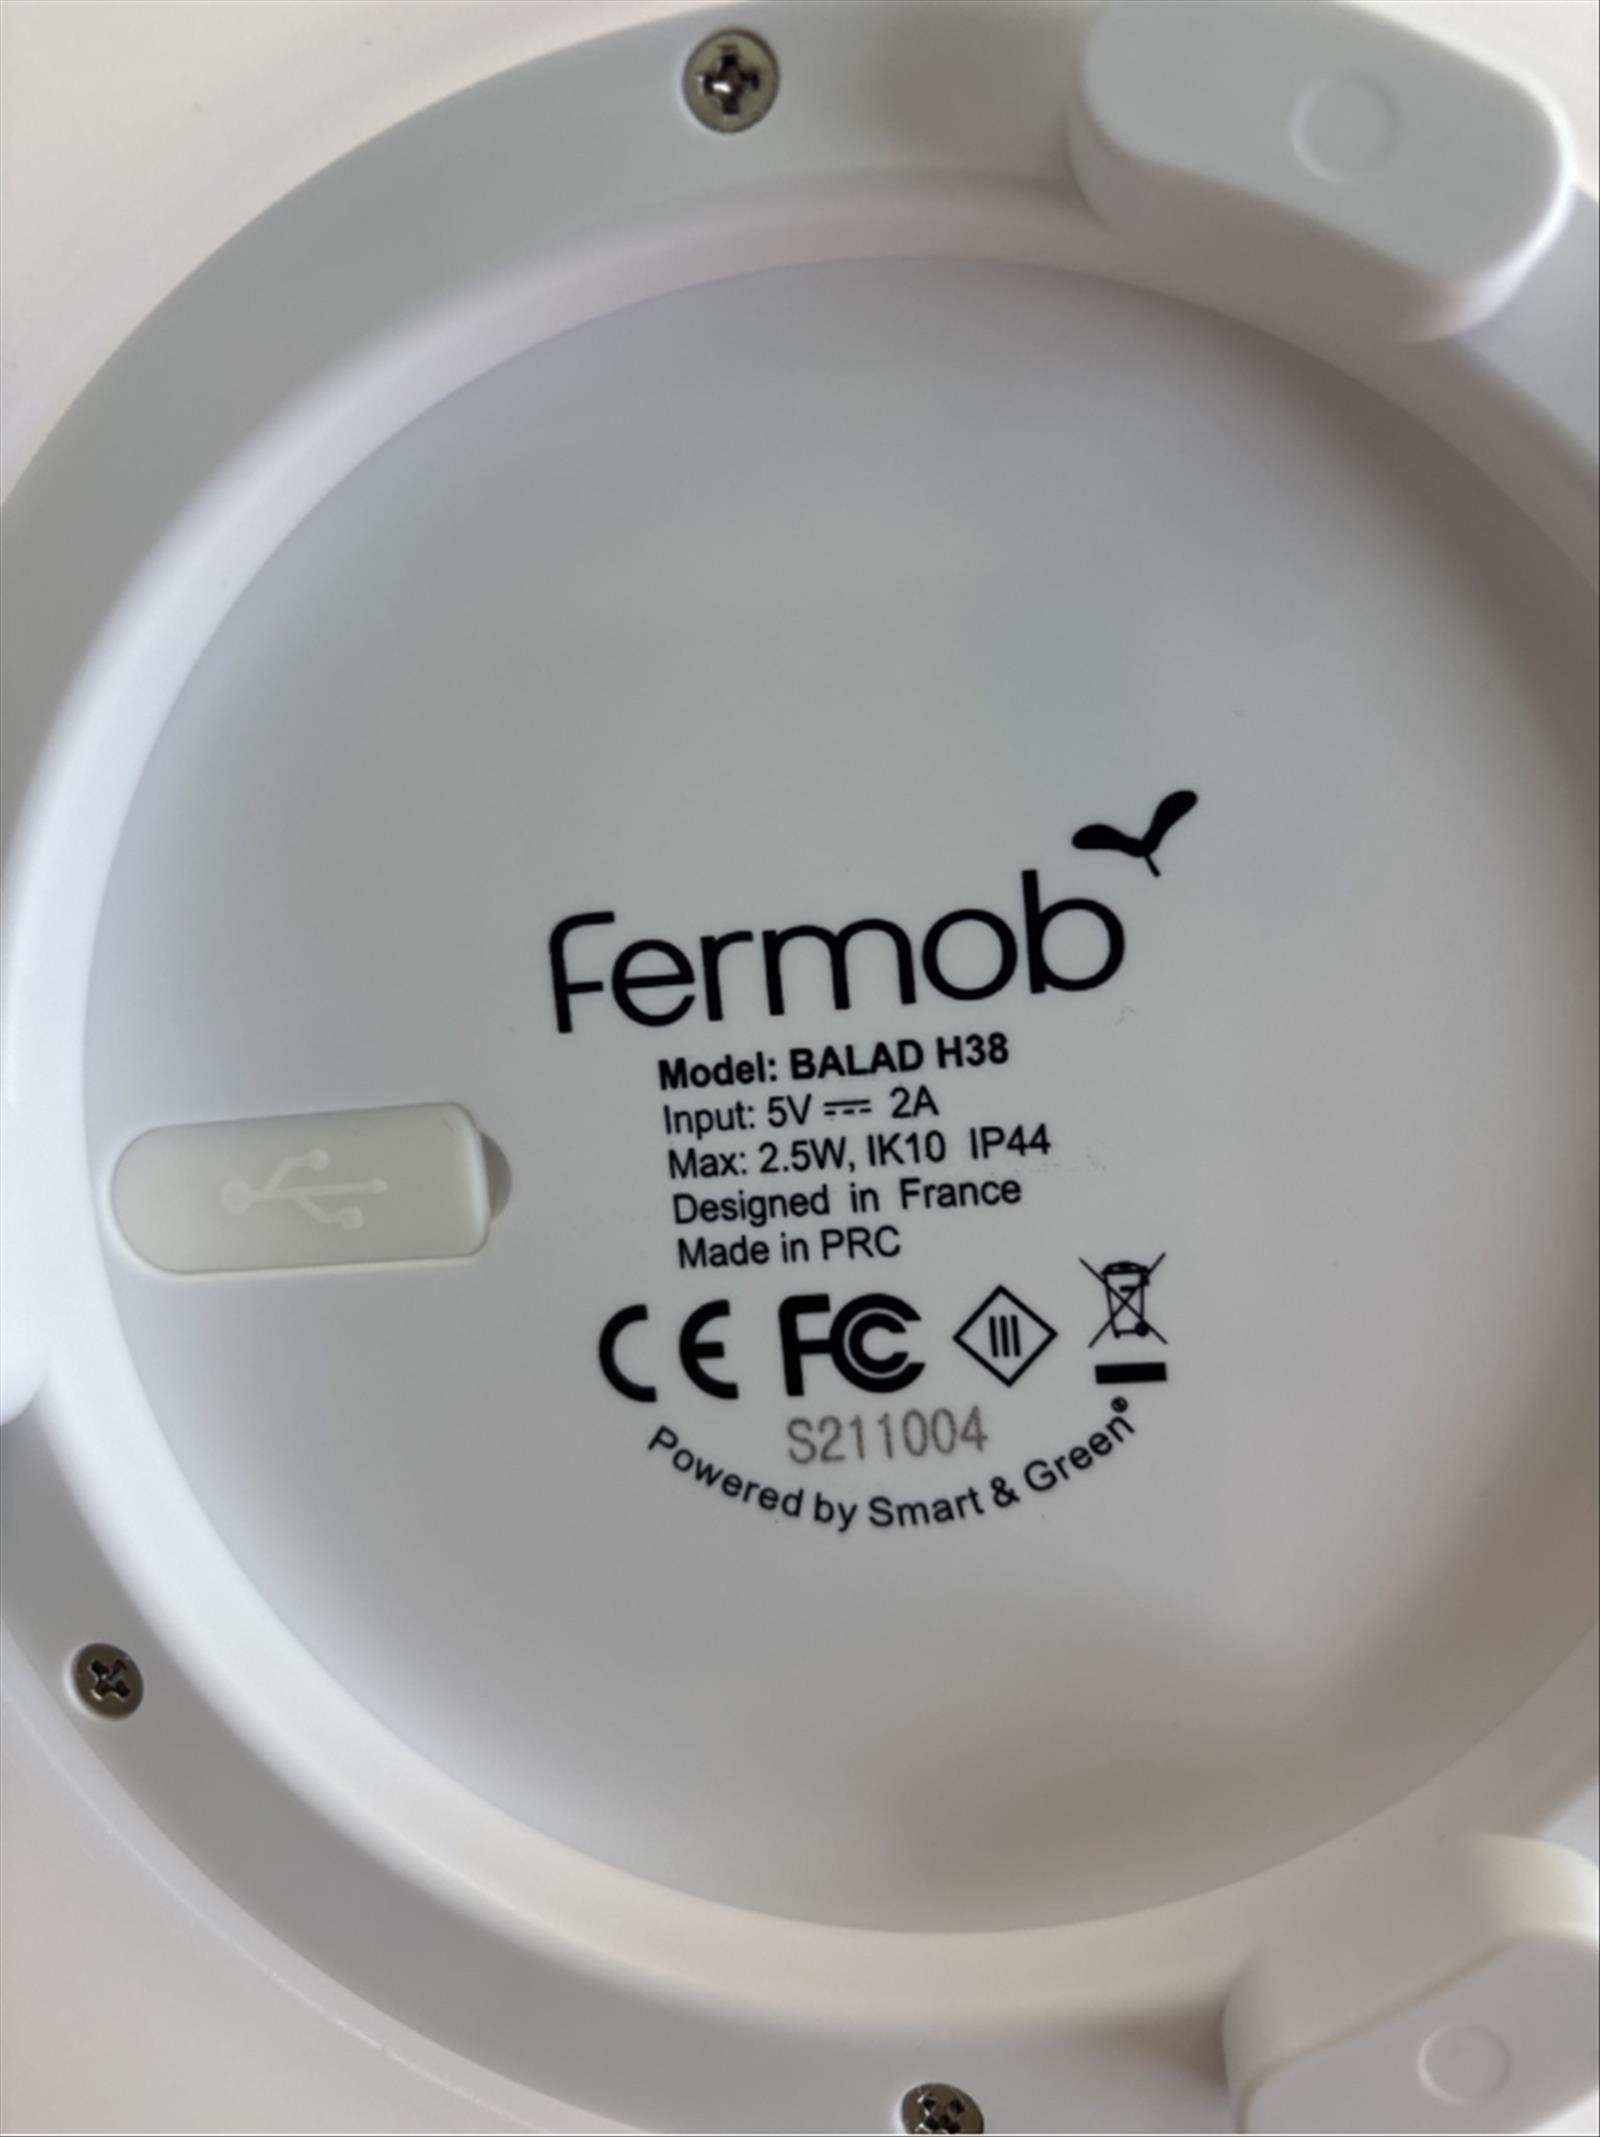 fermob
Model: BALAD H38
Input: 5V ⎓ 2A
Max: 2.5W, IK10 IP44
Designed in France
Made in PRC
CE FC III
S211004
Powered by Smart & Green®